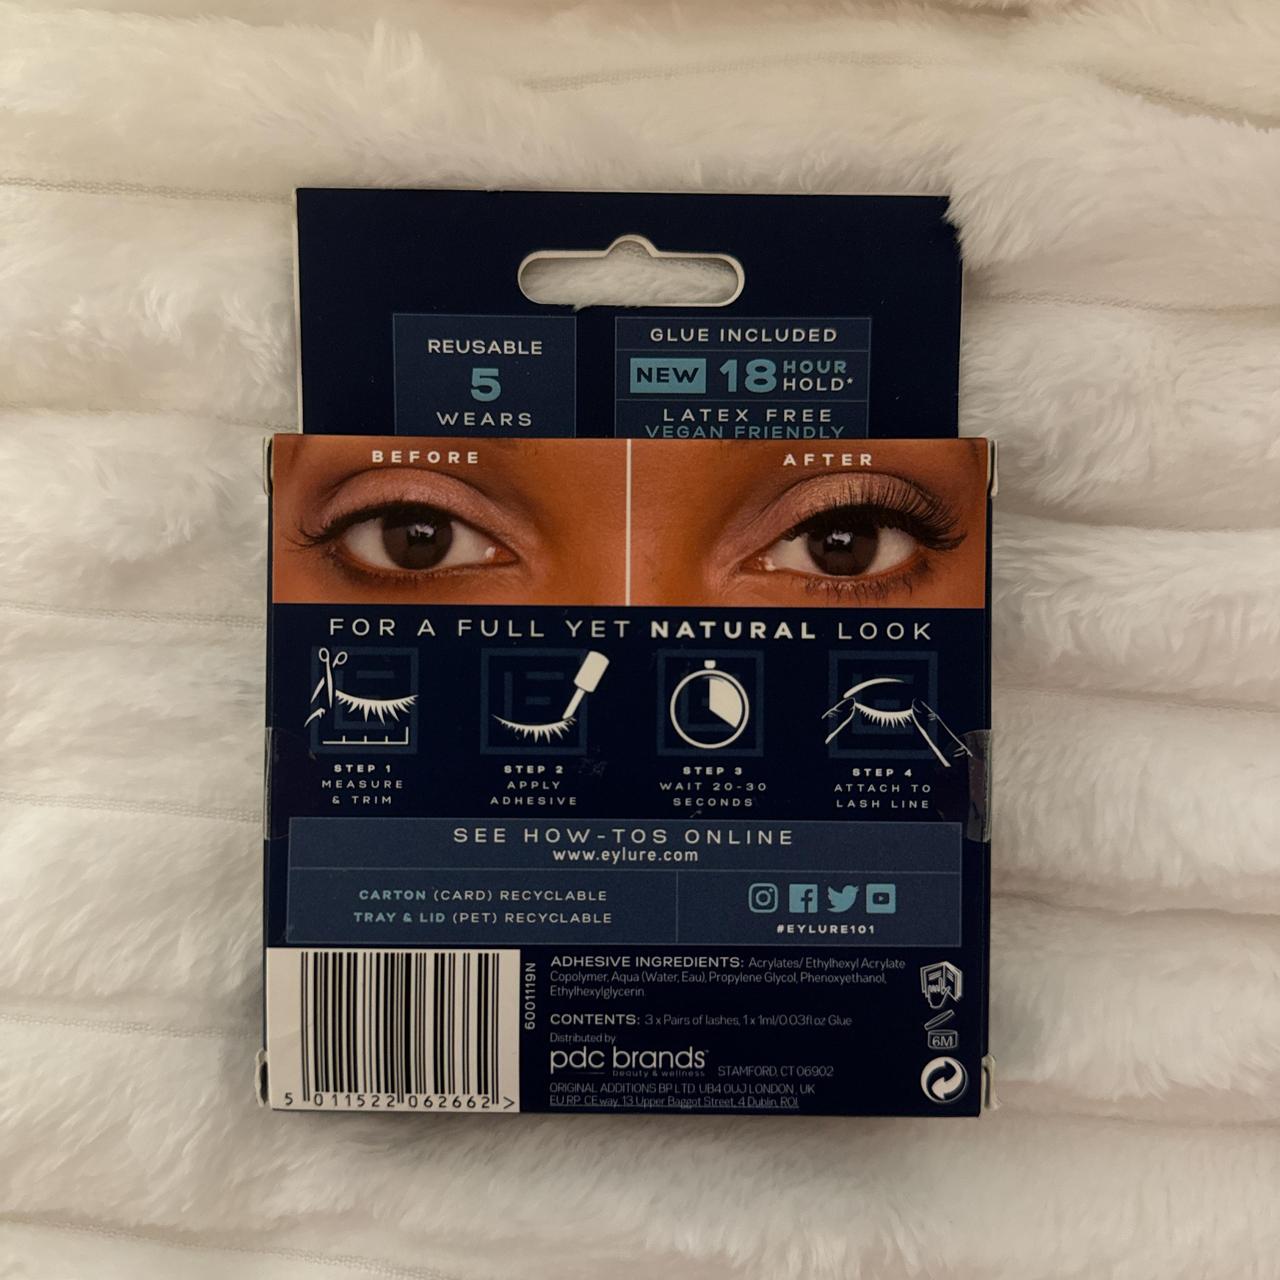 REUSABLE
5
WEARS
GLUE INCLUDED
NEW 18 HOUR
HOLD*
LATEX FREE
VEGAN FRIENDLY
BEFORE
AFTER
FOR A FULL YET NATURAL LOOK
STEP 1
MEASURE
& TRIM
STEP 2
APPLY
ADHESIVE
STEP 3
WAIT 20-30
SECONDS
STEP 4
ATTACH TO
LASH LINE
SEE HOW-TOS ONLINE
www.eylure.com
CARTON (CARD) RECYCLABLE
TRAY & LID (PET) RECYCLABLE
#EYLURE101
5 011522 062662 >
6001119N
ADHESIVE INGREDIENTS: Acrylates/Ethylhexyl Acrylate
Copolymer, Aqua (Water, Eau), Propylene Glycol, Phenoxyethanol,
Ethylhexylglycerin.
CONTENTS: 3 x Pairs of lashes, 1 x 1ml/0.03fl oz Glue
Distributed by
pdc brands
beauty & wellness
STAMFORD, CT 06902
ORIGINAL ADDITIONS BP LTD. UB4 0UJ LONDON, UK
EU RP. CE way, 13 Upper Baggot Street, 4 Dublin, ROI
6M